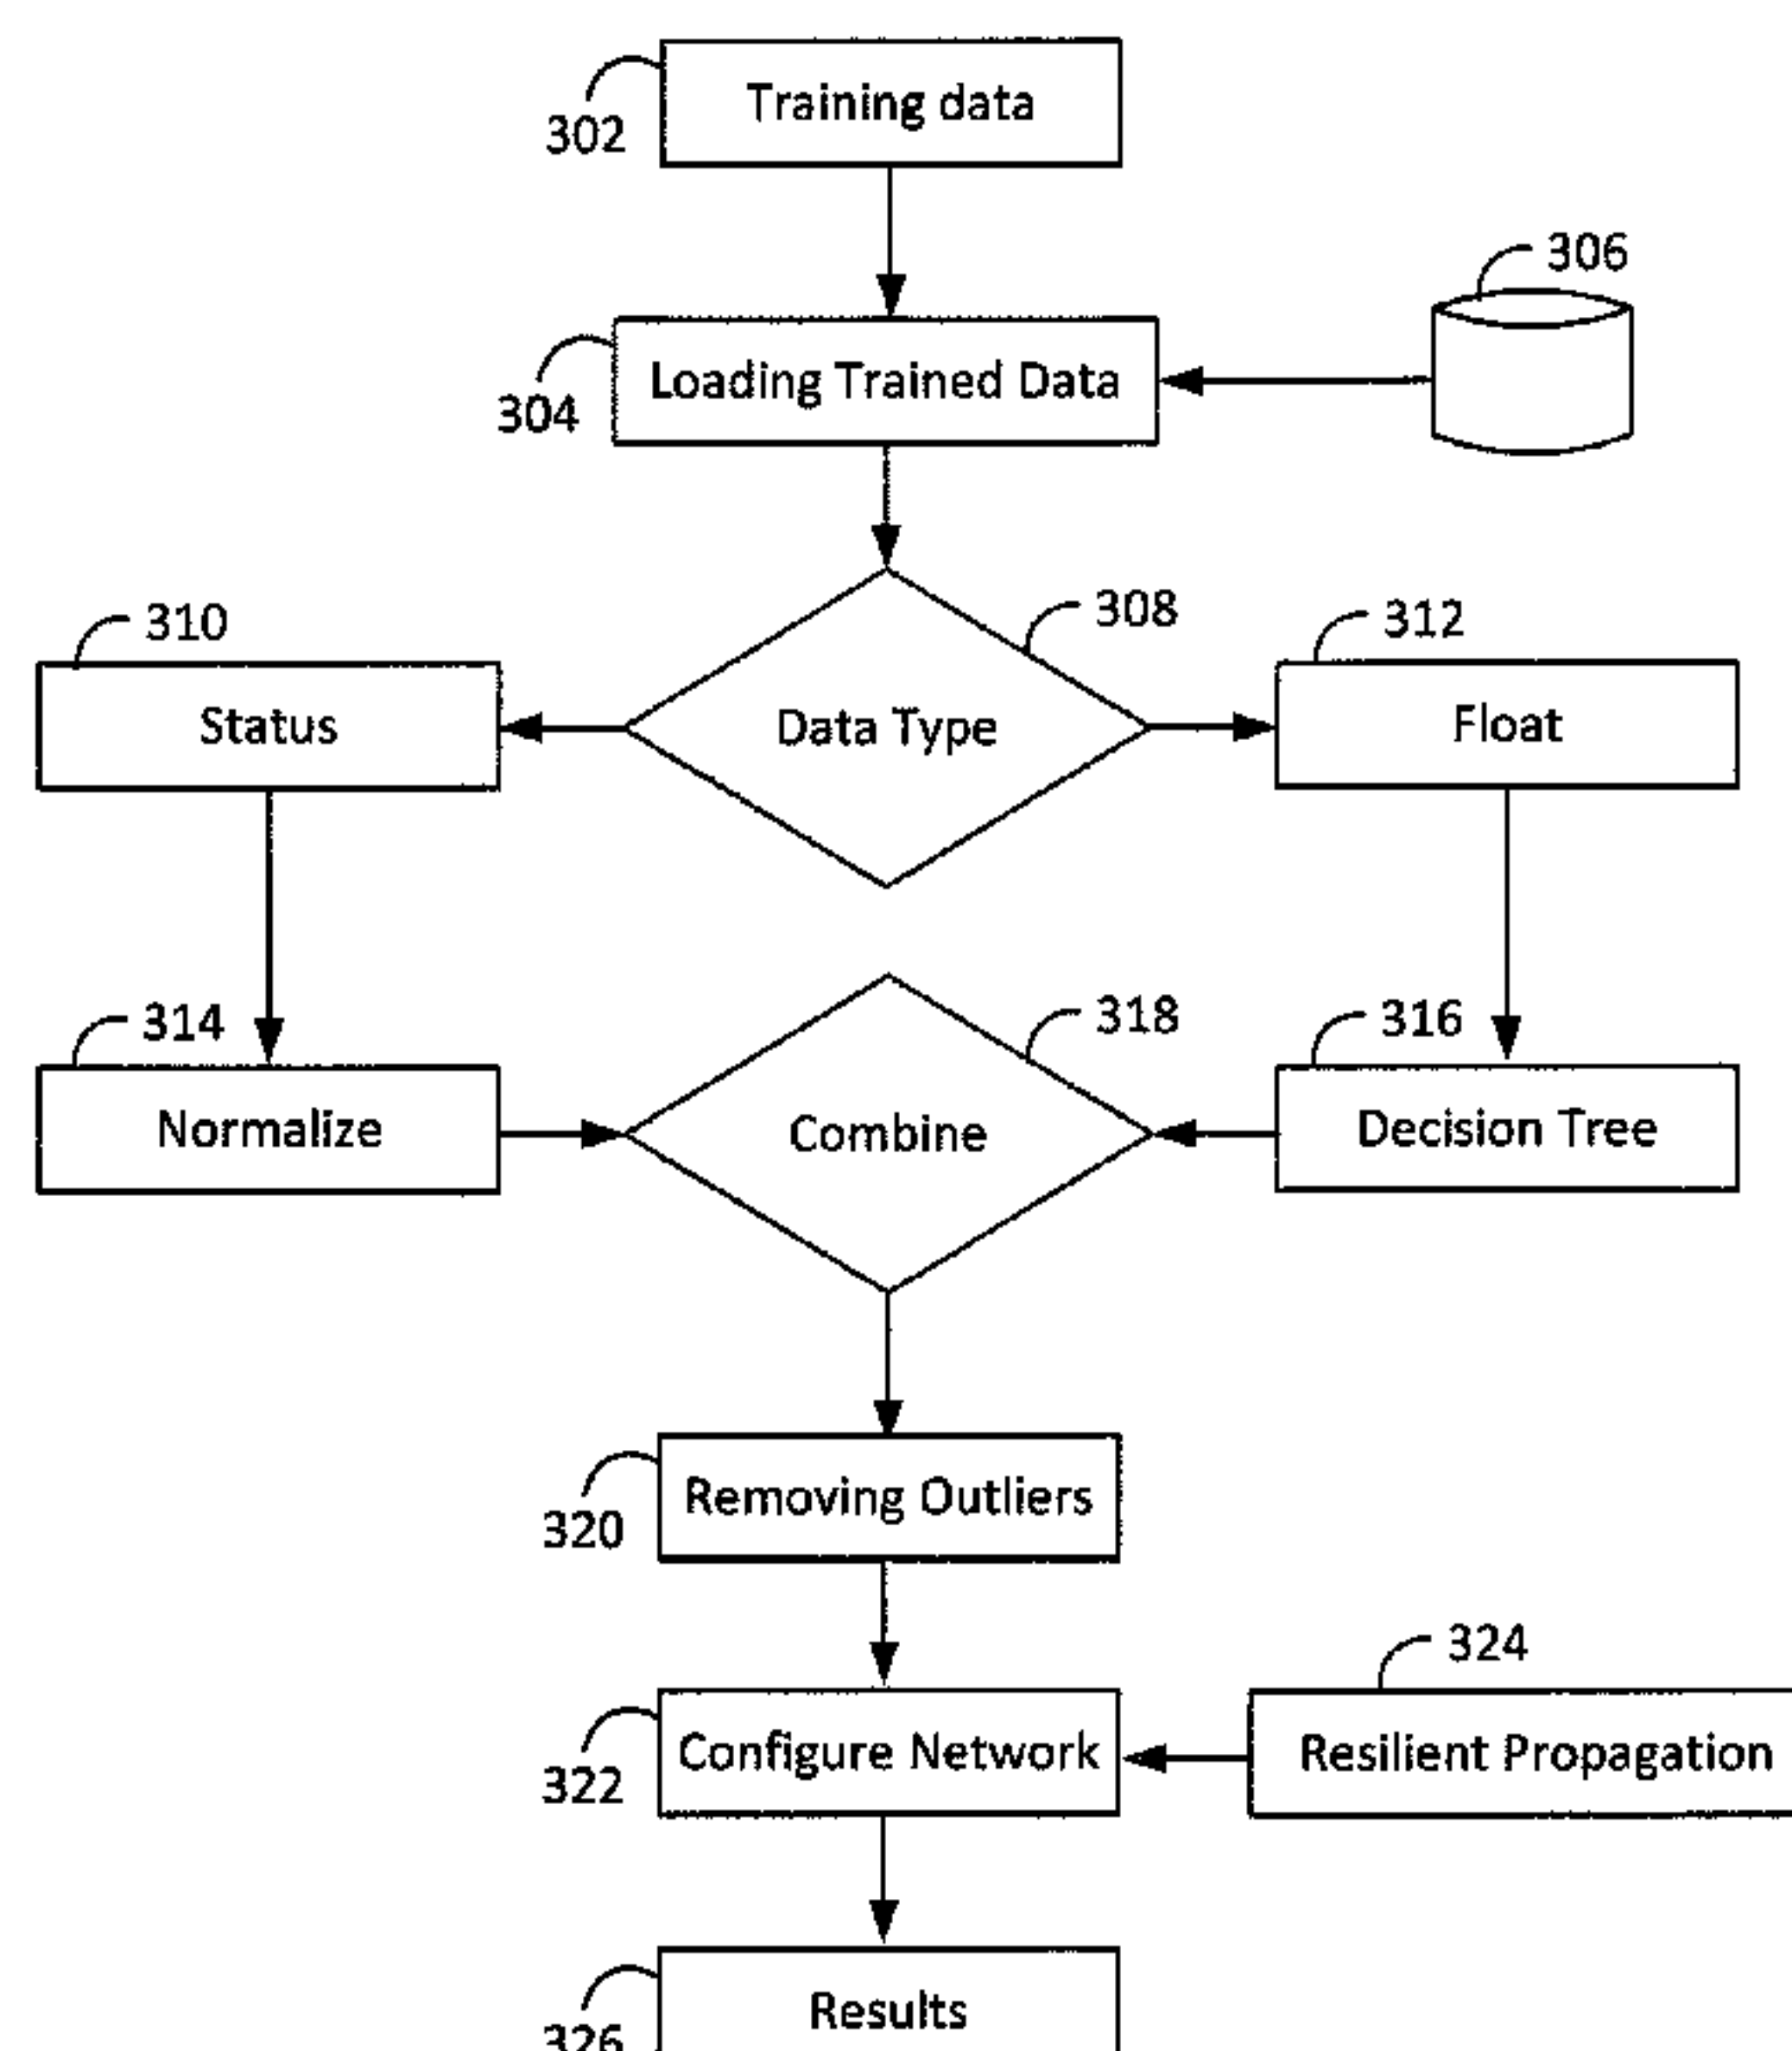 Training data
302
306
Loading Trained Data
304
310
308
312
Status
Data Type
Float
314
318
316
Normalize
Combine
Decision Tree
Removing Outliers
320
324
Configure Network
Resilient Propagation
322
Results
326